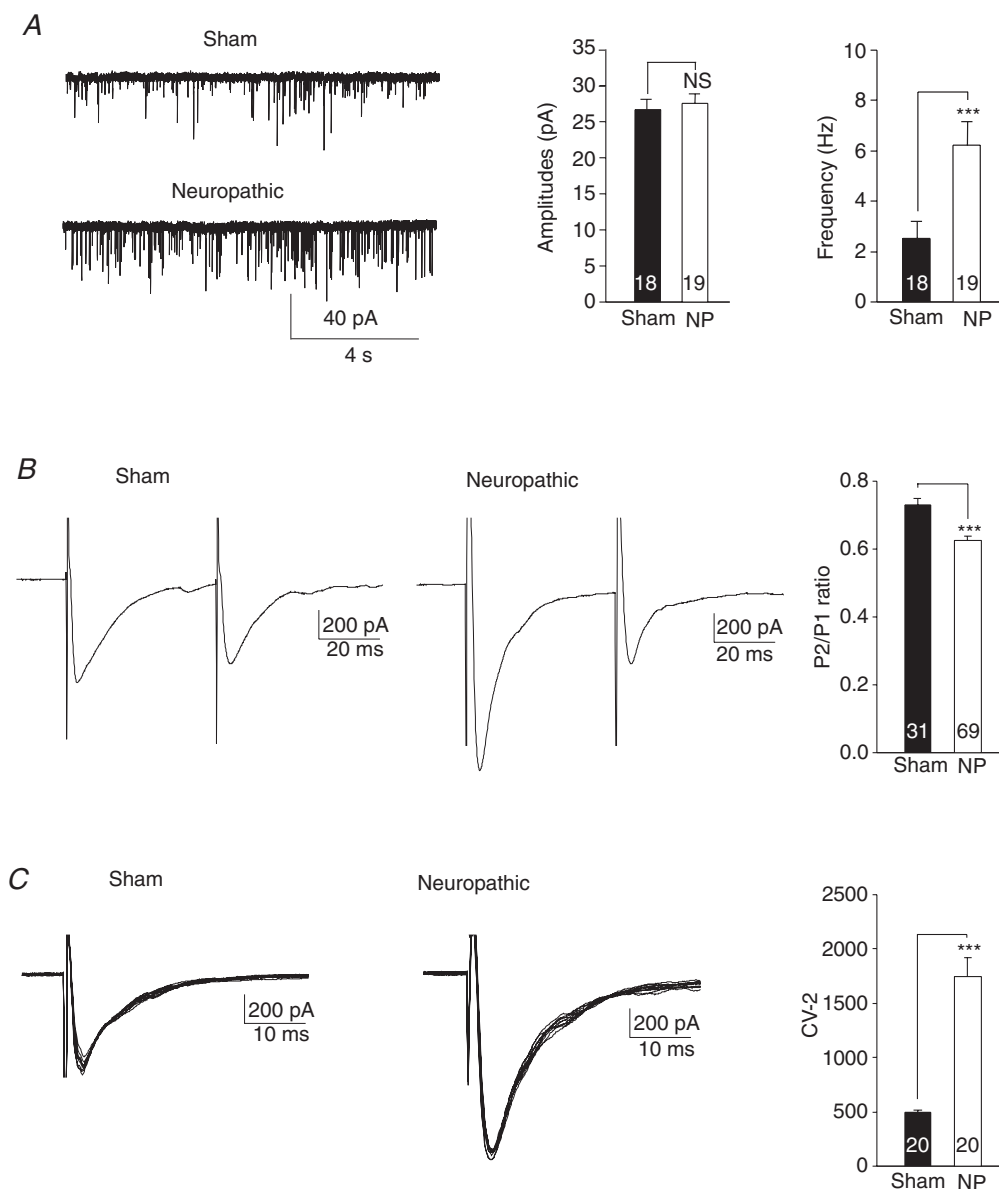 A
Sham
Neuropathic
40 pA
4 s
Amplitudes (pA)
35
30
25
20
15
10
5
0
NS
18
19
Sham
NP
Frequency (Hz)
10
8
6
4
2
0
***
18
19
Sham
NP
B
Sham
200 pA
20 ms
Neuropathic
200 pA
20 ms
P2/P1 ratio
0.8
0.6
0.4
0.2
0.0
***
31
69
Sham
NP
C
Sham
200 pA
10 ms
Neuropathic
200 pA
10 ms
CV-2
2500
2000
1500
1000
500
0
***
20
20
Sham
NP